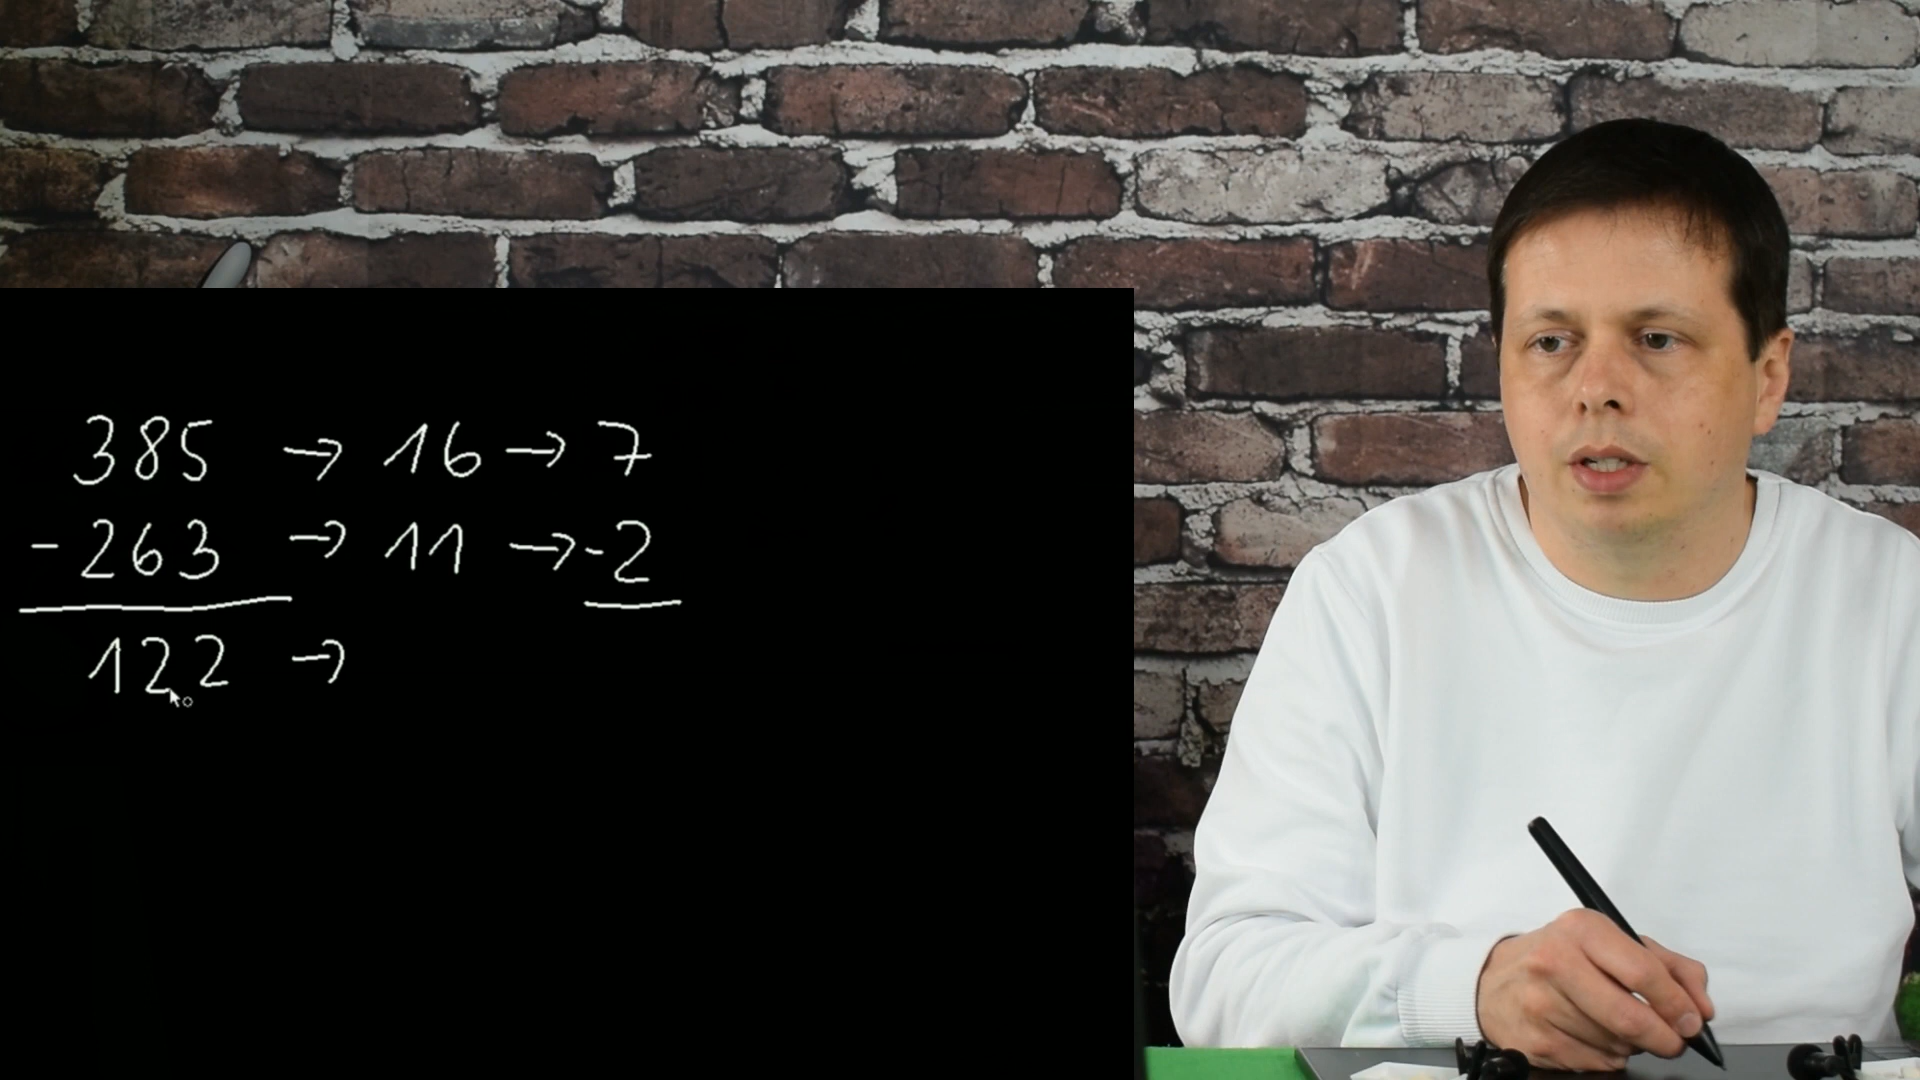 385 → 16 → 7
-263 → 11 → -2
122 →